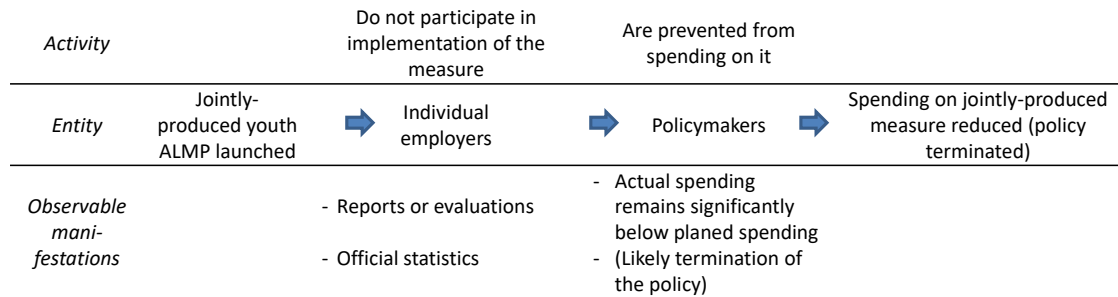 Activity
Do not participate in
implementation of the
measure
Are prevented from
spending on it
Entity
Jointly-
produced youth
ALMP launched
Individual
employers
Policymakers
Spending on jointly-produced
measure reduced (policy
terminated)
Observable
mani-
festations
- Reports or evaluations
- Official statistics
- Actual spending
remains significantly
below planed spending
- (Likely termination of
the policy)